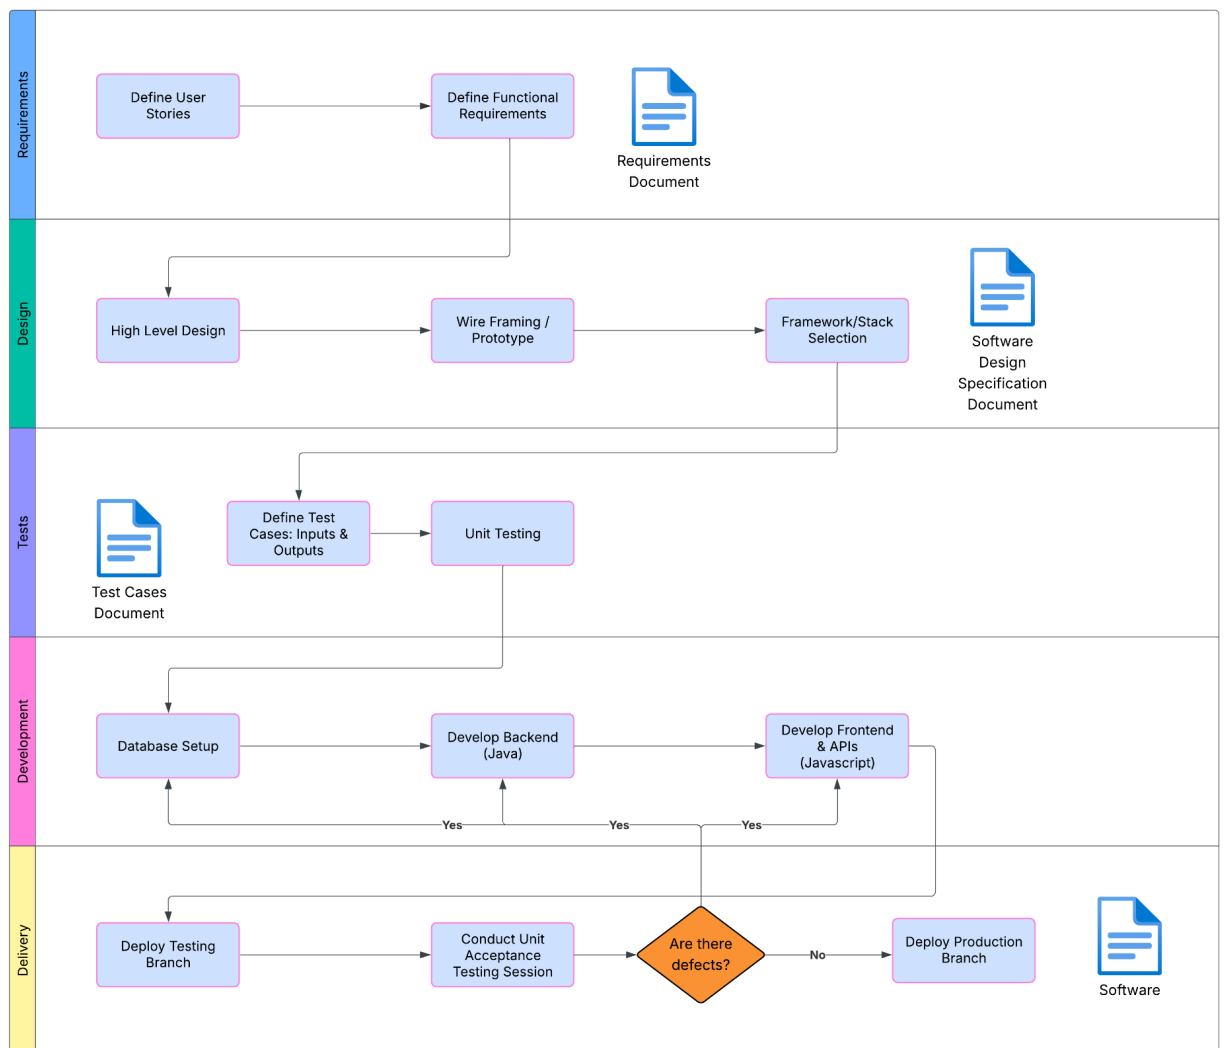 Requirements
Define User
Stories
Define Functional
Requirements
Requirements
Document
Design
High Level Design
Wire Framing /
Prototype
Framework/Stack
Selection
Software
Design
Specification
Document
Tests
Test Cases
Document
Define Test
Cases: Inputs &
Outputs
Unit Testing
Development
Database Setup
Develop Backend
(Java)
Develop Frontend
& APIs
(Javascript)
Yes
Yes
Yes
Delivery
Deploy Testing
Branch
Conduct Unit
Acceptance
Testing Session
Are there
defects?
No
Deploy Production
Branch
Software